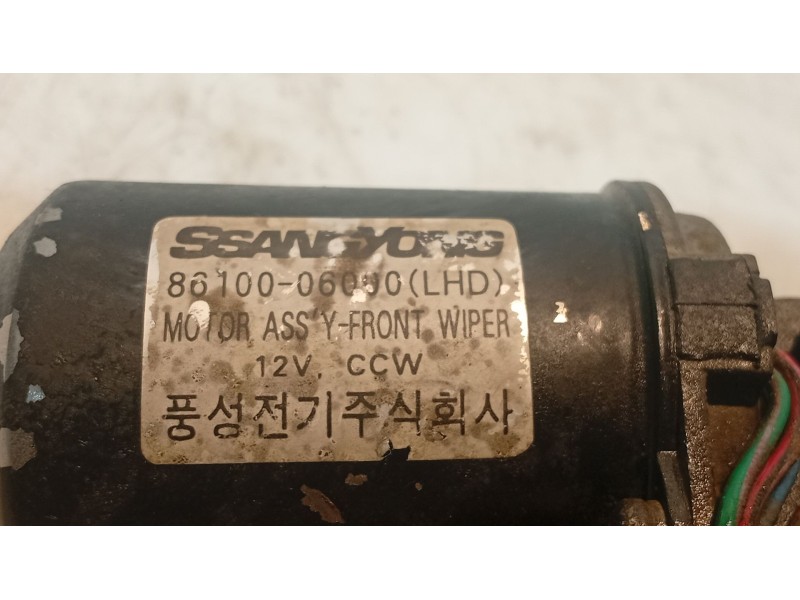 SSANGYONG
86100-06000(LHD)
MOTOR ASS'Y-FRONT WIPER
12V, CCW
풍성전기주식회사